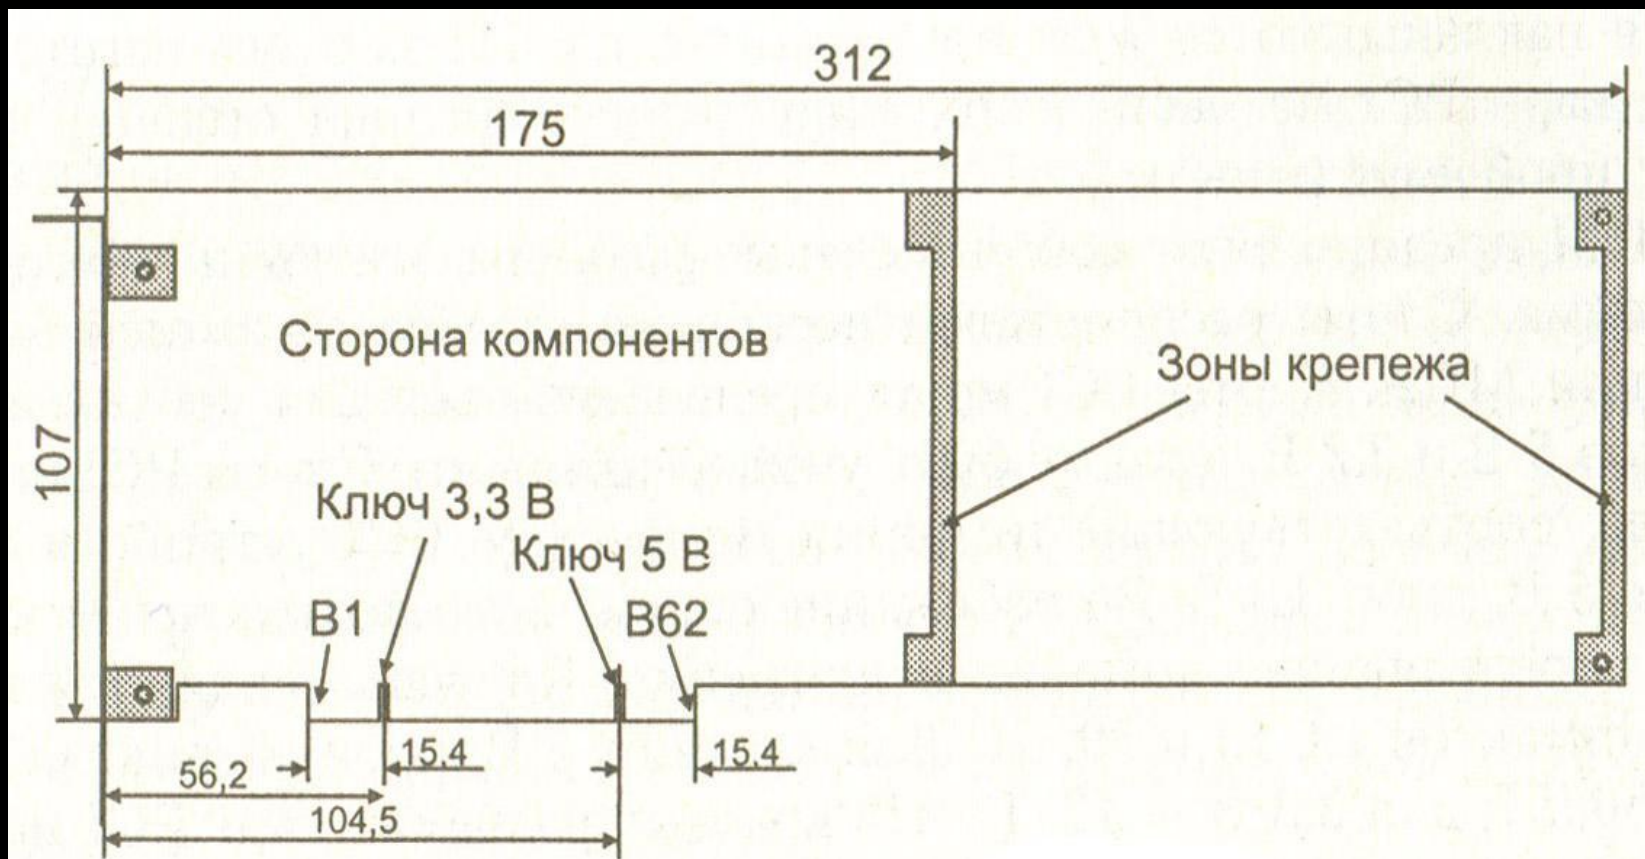 312
175
107
Сторона компонентов
Зоны крепежа
Ключ 3,3 В
Ключ 5 В
В1
В62
15,4
15,4
56,2
104,5